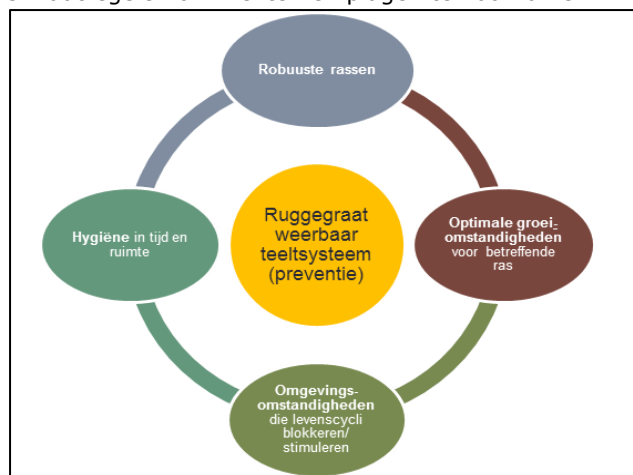 Robuuste rassen
Optimale groei-
omstandigheden
voor betreffende
ras
Omgevings-
omstandigheden
die levenscycli
blokkeren/
stimuleren
Hygiëne in tijd en
ruimte
Ruggegraat
weerbaar
teeltsysteem
(preventie)